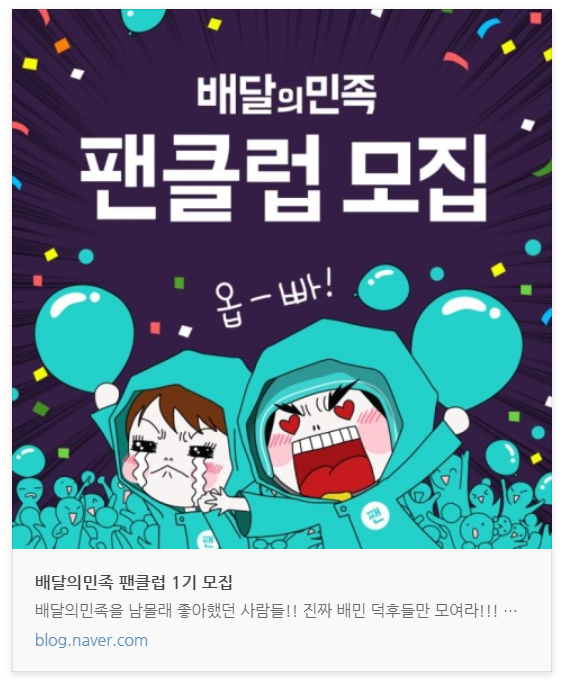 배달의민족
팬클럽 모집
옵-빠!
팬
팬
배달의민족 팬클럽 1기 모집
배달의민족을 남몰래 좋아했던 사람들!! 진짜 배민 덕후들만 모여라!!! ···
blog.naver.com